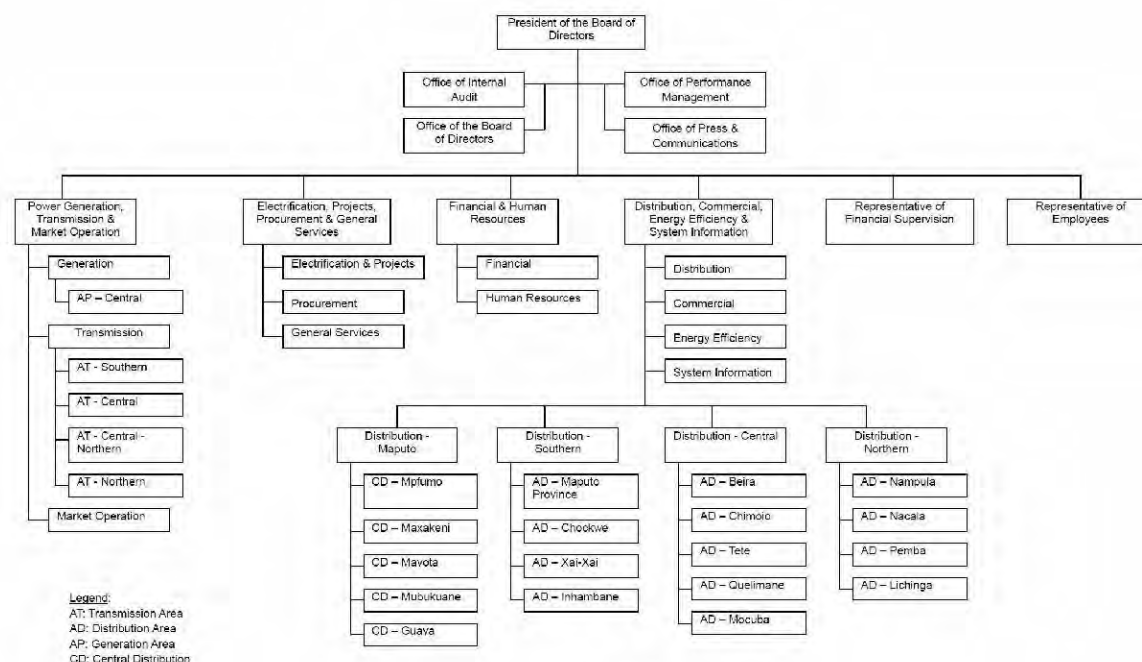 President of the Board of
Directors
Office of Internal
Audit
Office of Performance
Management
Office of the Board
of Directors
Office of Press &
Communications
Power Generation,
Transmission &
Market Operation
Electrification, Projects,
Procurement & General
Services
Financial & Human
Resources
Distribution, Commercial,
Energy Efficiency &
System Information
Representative of
Financial Supervision
Representative of
Employees
Generation
AP – Central
Transmission
AT - Southern
AT - Central
AT - Central -
Northern
AT - Northern
Market Operation
Electrification & Projects
Procurement
General Services
Financial
Human Resources
Distribution
Commercial
Energy Efficiency
System Information
Distribution -
Maputo
CD – Mpfumo
CD – Maxakeni
CD – Mavota
CD – Mubukuane
CD – Guava
Distribution -
Southern
AD – Maputo
Province
AD – Chockwe
AD – Xai-Xai
AD – Inhambane
Distribution - Central
AD – Beira
AD – Chimoio
AD – Tete
AD – Quelimane
AD – Mocuba
Distribution -
Northern
AD – Nampula
AD – Nacala
AD – Pemba
AD – Lichinga
Legend:
AT: Transmission Area
AD: Distribution Area
AP: Generation Area
CD: Central Distribution